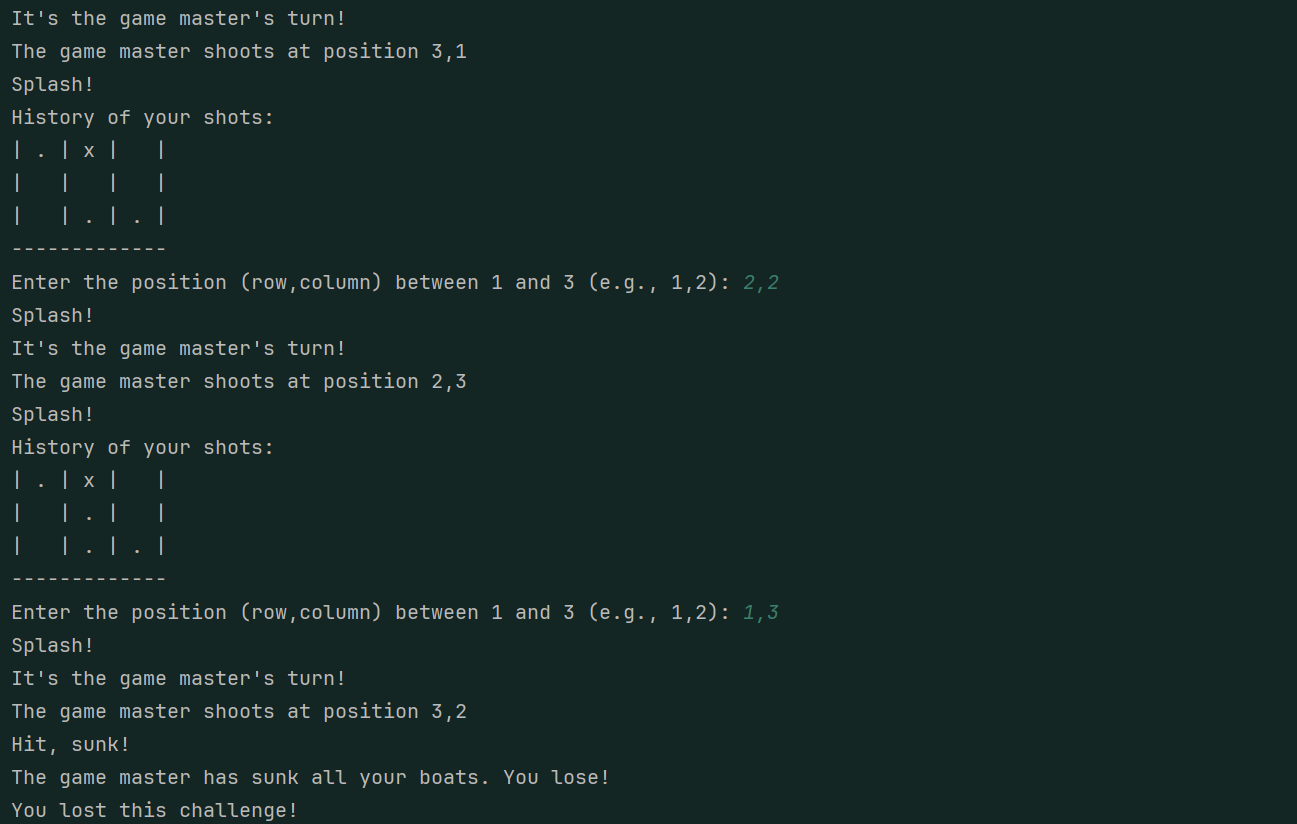 It's the game master's turn!
The game master shoots at position 3,1
Splash!
History of your shots:
| . | x |   |
|   |   |   |
|   | . | . |
-------------
Enter the position (row,column) between 1 and 3 (e.g., 1,2): 2,2
Splash!
It's the game master's turn!
The game master shoots at position 2,3
Splash!
History of your shots:
| . | x |   |
|   | . |   |
|   | . | . |
-------------
Enter the position (row,column) between 1 and 3 (e.g., 1,2): 1,3
Splash!
It's the game master's turn!
The game master shoots at position 3,2
Hit, sunk!
The game master has sunk all your boats. You lose!
You lost this challenge!